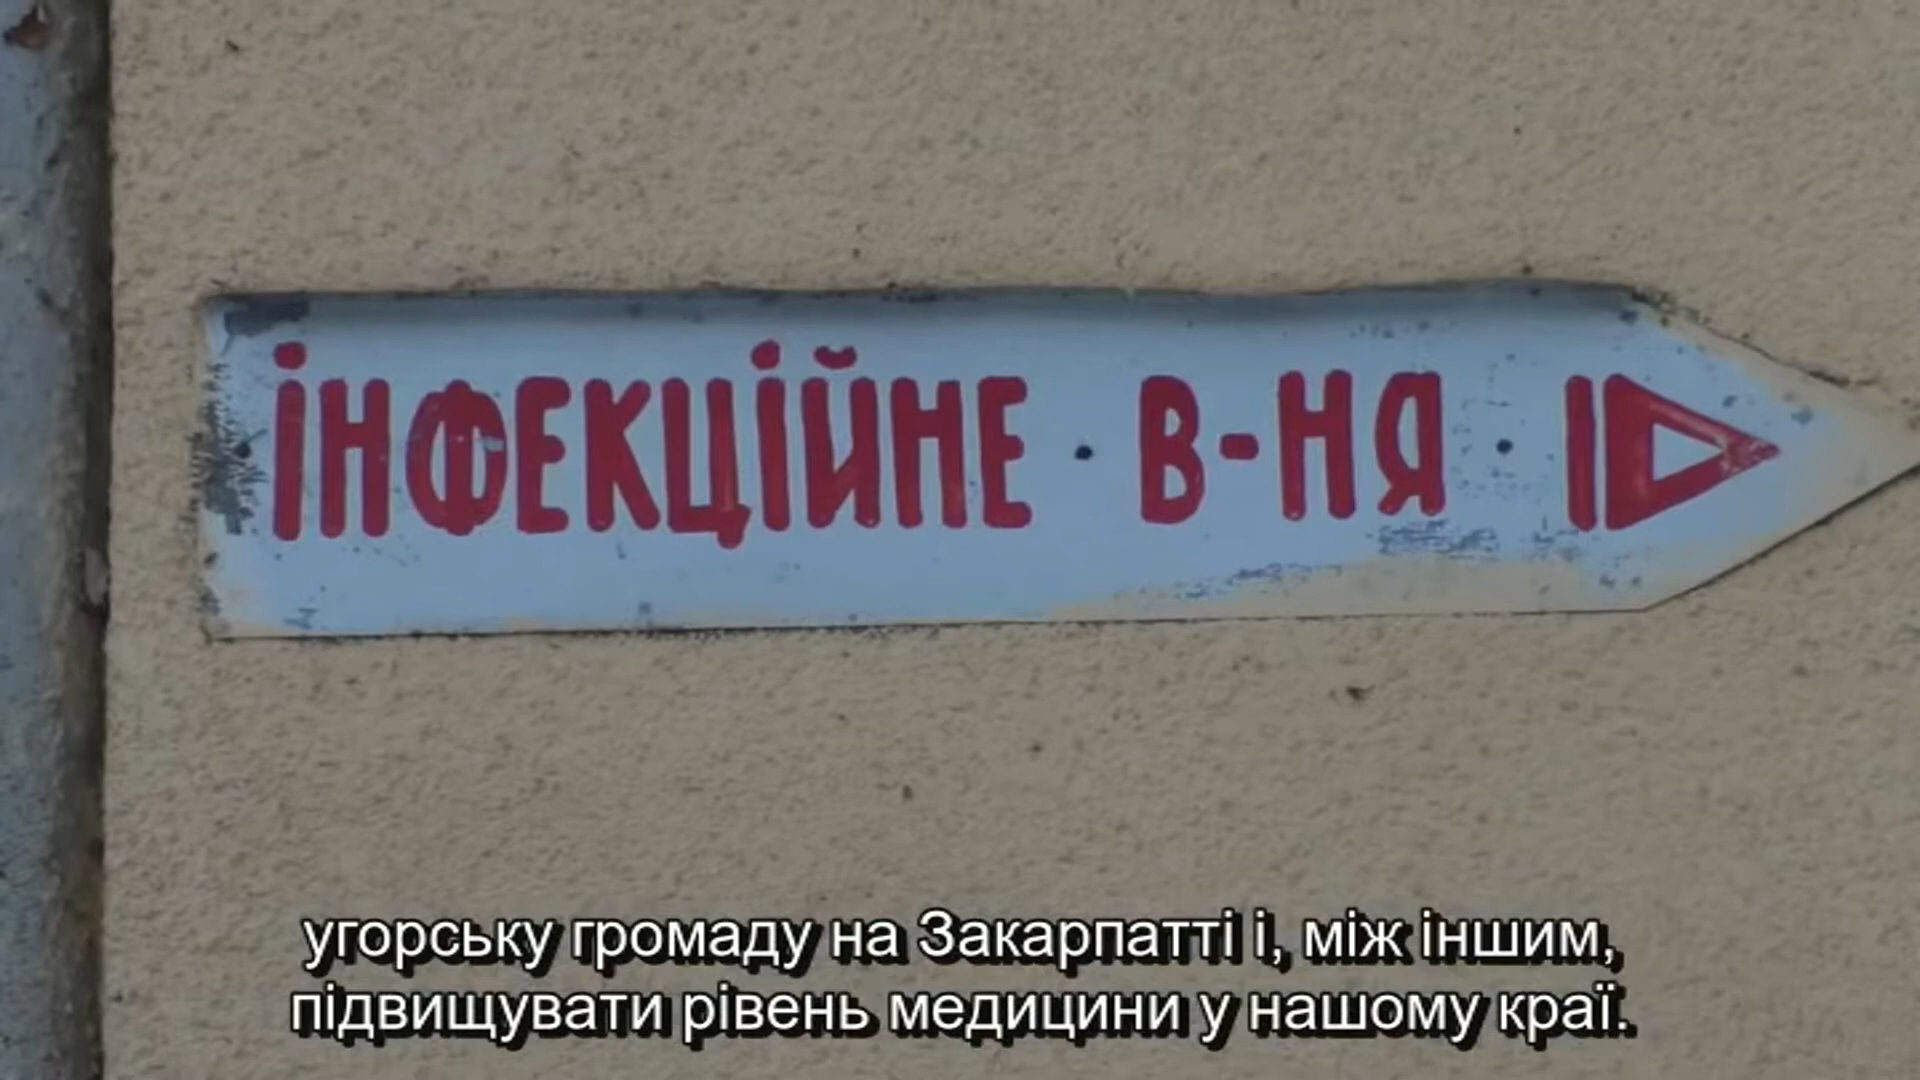 інфекційне в-ня
угорську громаду на Закарпатті і, між іншим,
підвищувати рівень медицини у нашому краї.